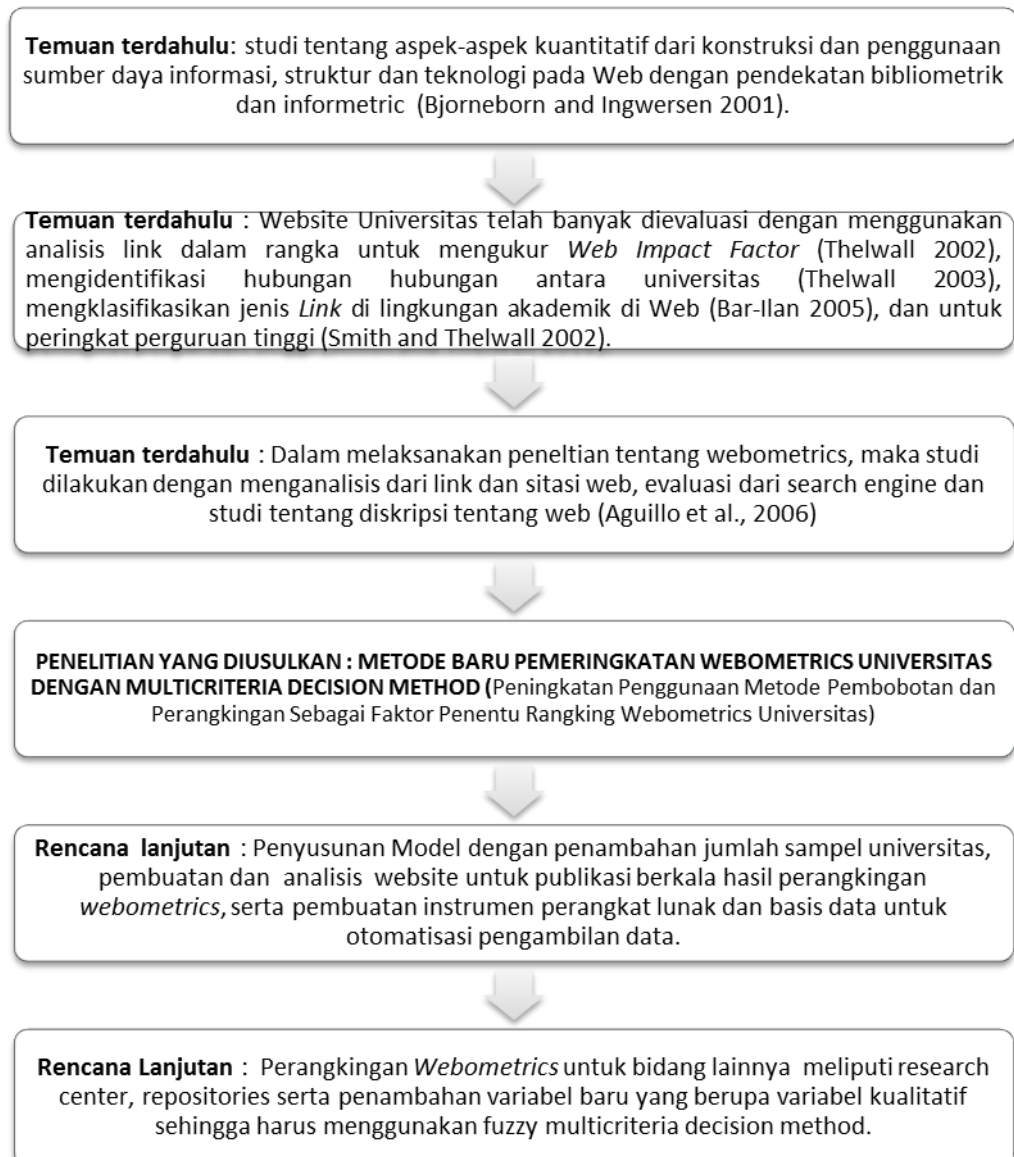 Temuan terdahulu: studi tentang aspek-aspek kuantitatif dari konstruksi dan penggunaan
sumber daya informasi, struktur dan teknologi pada Web dengan pendekatan bibliometrik
dan informetric (Bjorneborn and Ingwersen 2001).
Temuan terdahulu : Website Universitas telah banyak dievaluasi dengan menggunakan
analisis link dalam rangka untuk mengukur Web Impact Factor (Thelwall 2002),
mengidentifikasi hubungan hubungan antara universitas (Thelwall 2003),
mengklasifikasikan jenis Link di lingkungan akademik di Web (Bar-Ilan 2005), dan untuk
peringkat perguruan tinggi (Smith and Thelwall 2002).
Temuan terdahulu : Dalam melaksanakan peneltian tentang webometrics, maka studi
dilakukan dengan menganalisis dari link dan sitasi web, evaluasi dari search engine dan
studi tentang diskripsi tentang web (Aguillo et al., 2006)
PENELITIAN YANG DIUSULKAN : METODE BARU PEMERINGKATAN WEBOMETRICS UNIVERSITAS
DENGAN MULTICRITERIA DECISION METHOD (Peningkatan Penggunaan Metode Pembobotan dan
Perangkingan Sebagai Faktor Penentu Rangking Webometrics Universitas)
Rencana lanjutan : Penyusunan Model dengan penambahan jumlah sampel universitas,
pembuatan dan analisis website untuk publikasi berkala hasil perangkingan
webometrics, serta pembuatan instrumen perangkat lunak dan basis data untuk
otomatisasi pengambilan data.
Rencana Lanjutan : Perangkingan Webometrics untuk bidang lainnya meliputi research
center, repositories serta penambahan variabel baru yang berupa variabel kualitatif
sehingga harus menggunakan fuzzy multicriteria decision method.